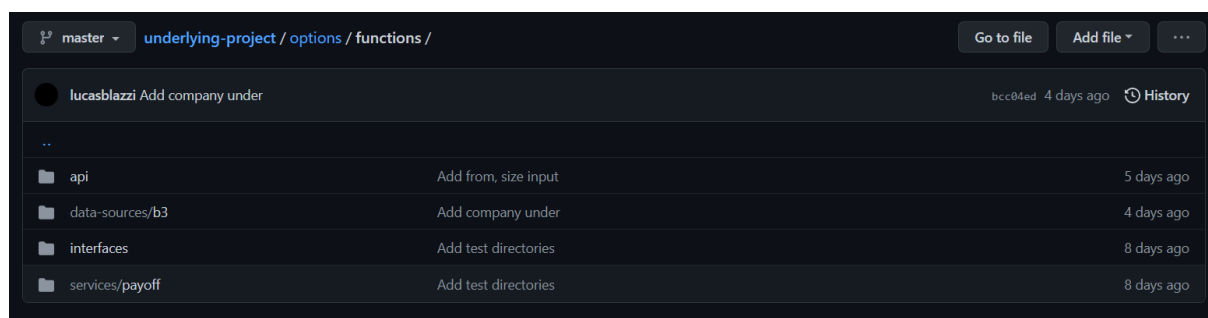 master underlying-project / options / functions / Go to file Add file ...
lucasblazzi Add company under bcc04ed 4 days ago History
..
api Add from, size input 5 days ago
data-sources/b3 Add company under 4 days ago
interfaces Add test directories 8 days ago
services/payoff Add test directories 8 days ago